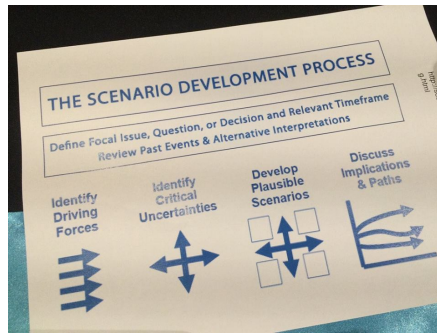 THE SCENARIO DEVELOPMENT PROCESS
Define Focal Issue, Question, or Decision and Relevant Timeframe
Review Past Events & Alternative Interpretations
Identify
Driving
Forces
Identify
Critical
Uncertainties
Develop
Plausible
Scenarios
Discuss
Implications
& Paths